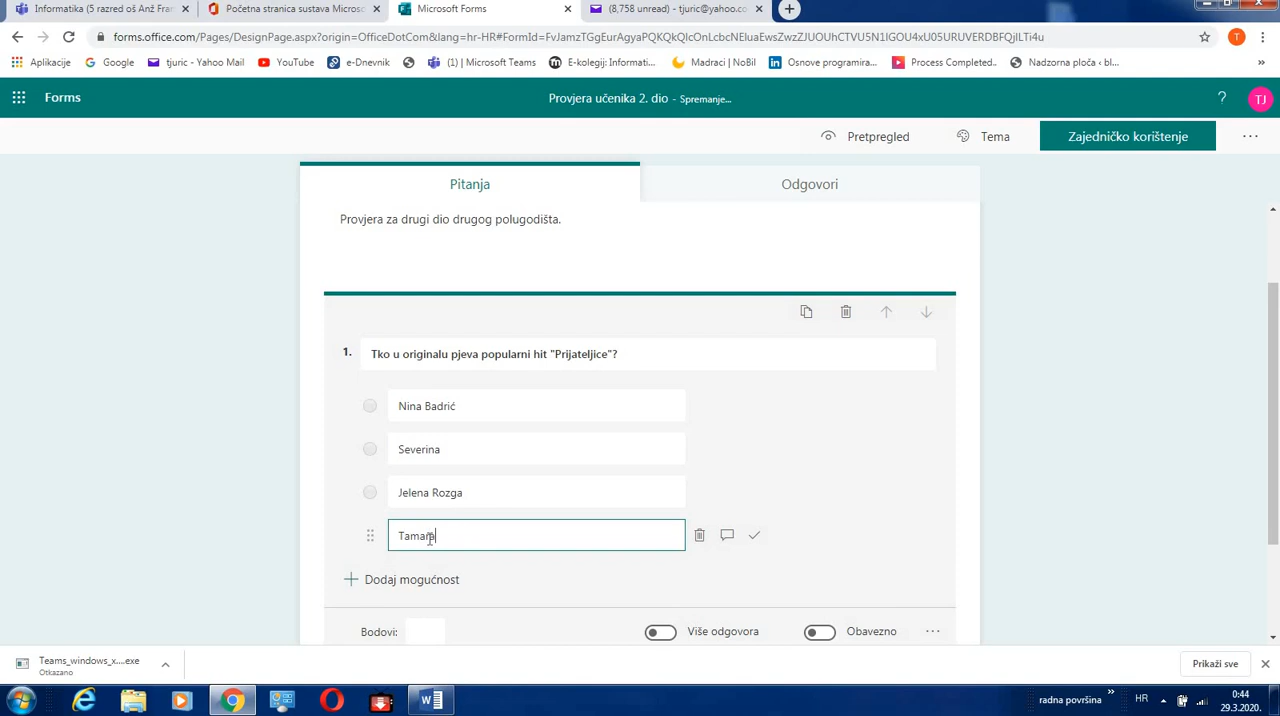 Informatika (5 razred oš Anž Fran
Početna stranica sustava Microso
Microsoft Forms
(8,758 unread) - tjuric@yahoo.co
forms.office.com/Pages/DesignPage.aspx?origin=OfficeDotCom&lang=hr-HR#FormId=FvJamzTGgEurAgyaPQKQkQlcOnLcbcNEIuaEwsZwzZJUOUhCTVU5N1lGOU4xU05URUVERDBFQjlLTi4u
T
Aplikacije
Google
tjuric - Yahoo Mail
YouTube
e-Dnevnik
(1) | Microsoft Teams
E-kolegij: Informati...
Madraci | NoBil
Osnove programira...
Process Completed..
Nadzorna ploča ‹ bl...
»
Forms
Provjera učenika 2. dio - Spremanje...
?
TJ
Pretpregled
Tema
Zajedničko korištenje
...
Pitanja
Odgovori
Provjera za drugi dio drugog polugodišta.
1.
Tko u originalu pjeva popularni hit "Prijateljice"?
Nina Badrić
Severina
Jelena Rozga
Tamara
Dodaj mogućnost
Bodovi:
Više odgovora
Obavezno
...
Teams_windows_x....exe
Otkazano
Prikaži sve
radna površina
»
HR
0:44
29.3.2020.